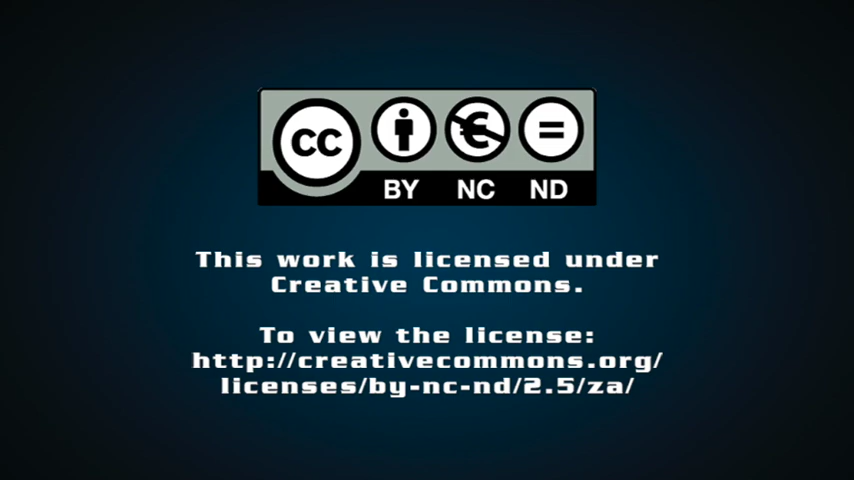 CC
BY NC ND
This work is licensed under
Creative Commons.
To view the license:
http://creativecommons.org/
licenses/by-nc-nd/2.5/za/